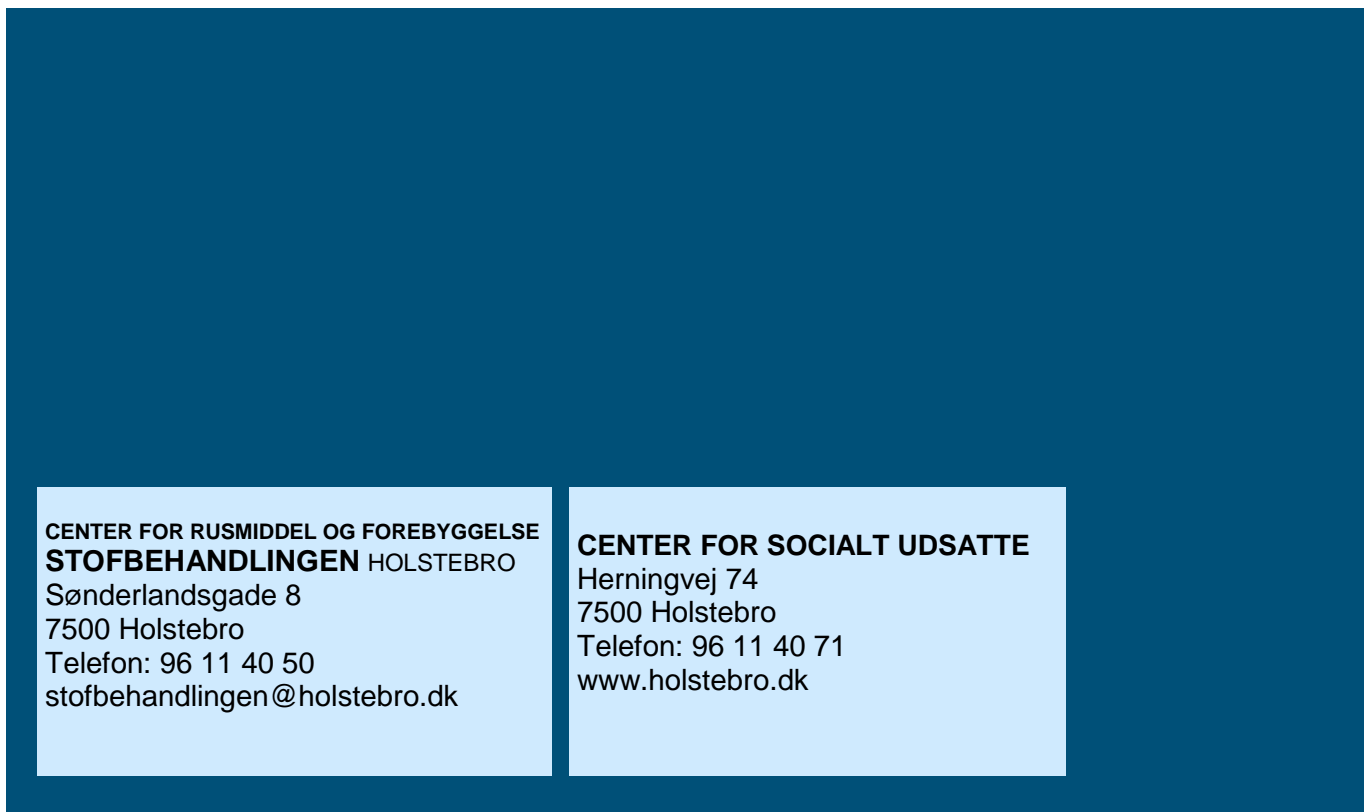 CENTER FOR RUSMIDDEL OG FOREBYGGELSE
STOFBEHANDLINGEN HOLSTEBRO
Sønderlandsgade 8
7500 Holstebro
Telefon: 96 11 40 50
stofbehandlingen@holstebro.dk
CENTER FOR SOCIALT UDSATTE
Herningvej 74
7500 Holstebro
Telefon: 96 11 40 71
www.holstebro.dk